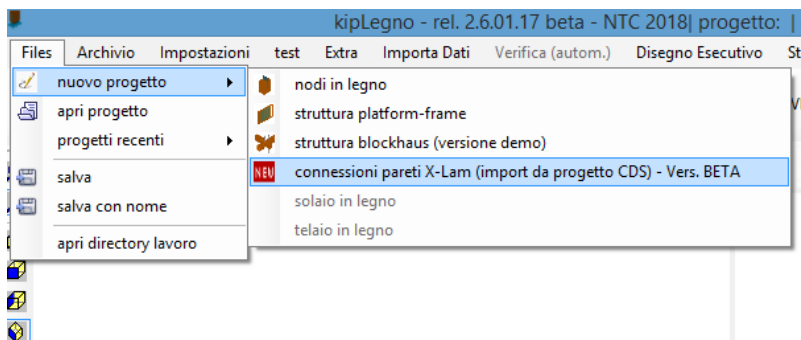 kipLegno - rel. 2.6.01.17 beta - NTC 2018| progetto: |
Files Archivio Impostazioni test Extra Importa Dati Verifica (autom.) Disegno Esecutivo St
nuovo progetto
apri progetto
progetti recenti
salva
salva con nome
apri directory lavoro
nodi in legno
struttura platform-frame
struttura blockhaus (versione demo)
NEW connessioni pareti X-Lam (import da progetto CDS) - Vers. BETA
solaio in legno
telaio in legno